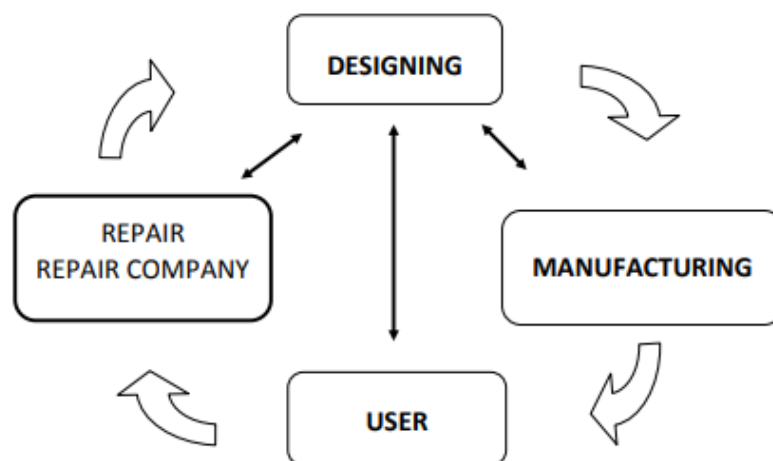 DESIGNING
REPAIR
REPAIR COMPANY
MANUFACTURING
USER